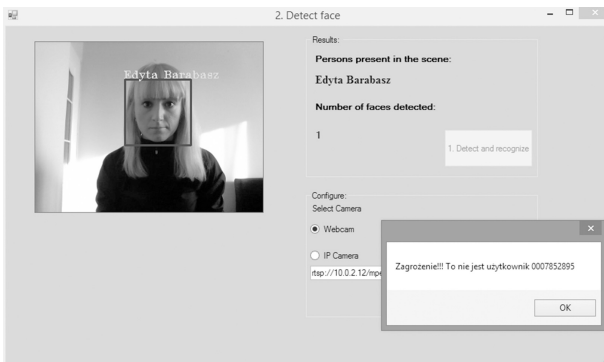 2. Detect face
Edyta Barabasz
Results:
Persons present in the scene:
Edyta Barabasz
Number of faces detected:
1
1. Detect and recognize
Configure:
Select Camera
Webcam
IP Camera
rtsp://10.0.2.12/mpe
Zagrożenie!!! To nie jest użytkownik 0007852895
OK